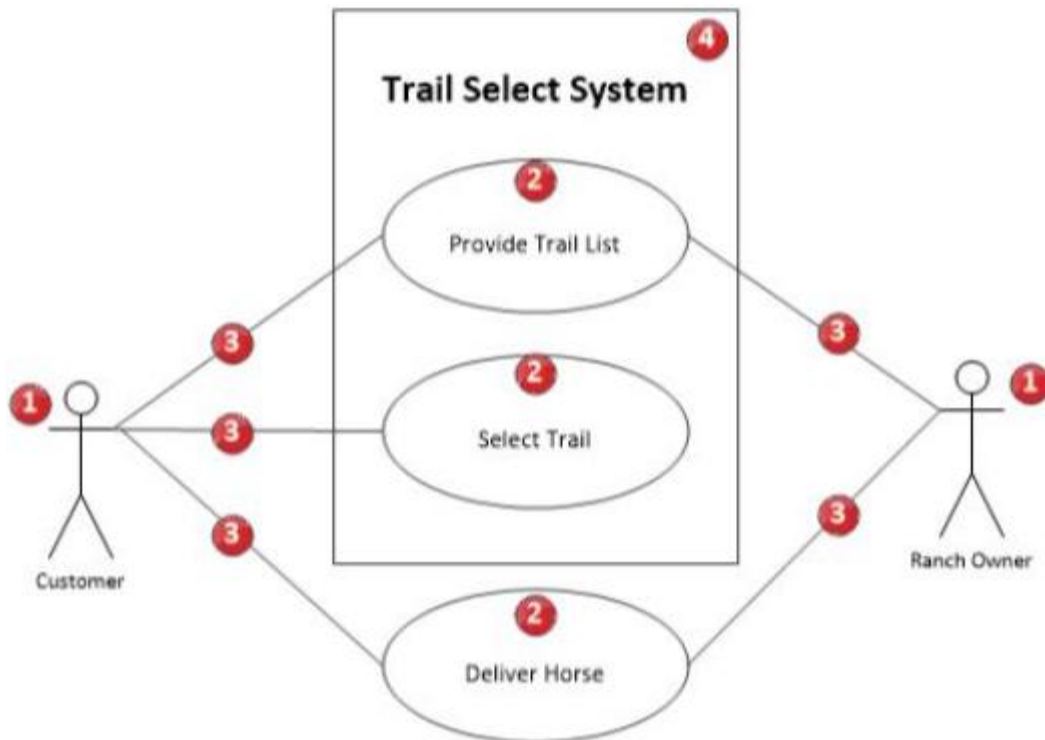 4
Trail Select System
2
Provide Trail List
3
3
2
1
1
3
Select Trail
3
3
Customer
Ranch Owner
2
Deliver Horse